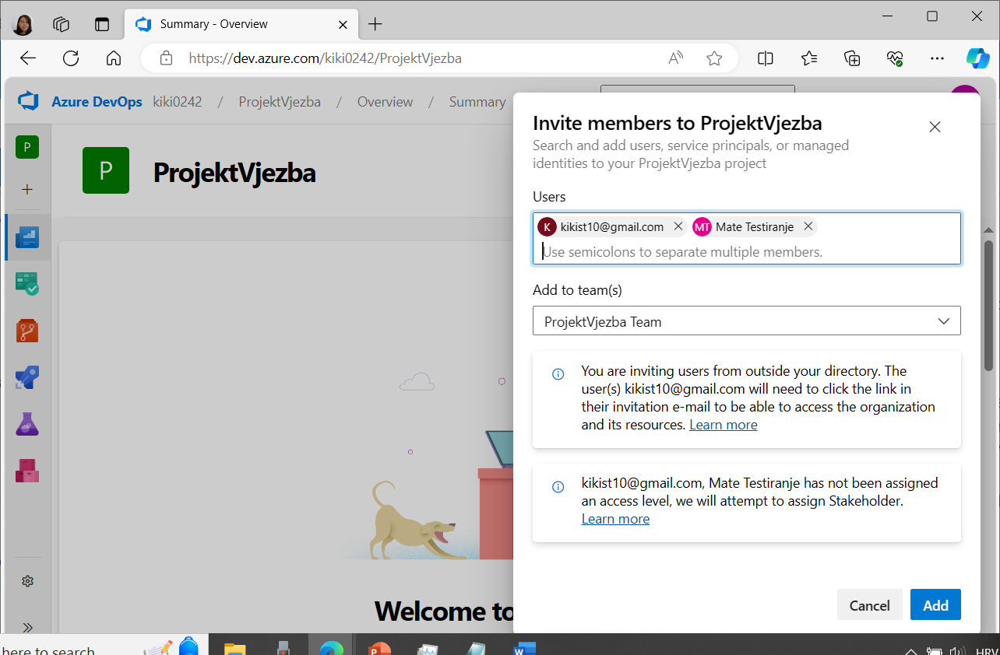 Summary - Overview
https://dev.azure.com/kiki0242/ProjektVjezba
Azure DevOps kiki0242 / ProjektVjezba / Overview / Summary
P
P
ProjektVjezba
Welcome to
Invite members to ProjektVjezba
Search and add users, service principals, or managed
identities to your ProjektVjezba project
Users
K kikist10@gmail.com MT Mate Testiranje
Use semicolons to separate multiple members.
Add to team(s)
ProjektVjezba Team
You are inviting users from outside your directory. The
user(s) kikist10@gmail.com will need to click the link in
their invitation e-mail to be able to access the organization
and its resources. Learn more
kikist10@gmail.com, Mate Testiranje has not been assigned
an access level, we will attempt to assign Stakeholder.
Learn more
Cancel Add
here to search
HRV